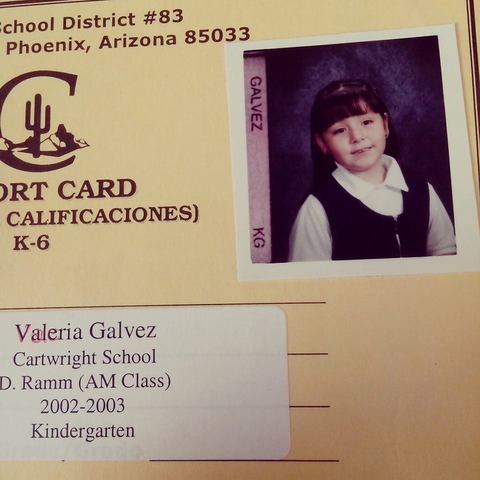 School District #83
Phoenix, Arizona 85033
GALVEZ
KG
C
ORT CARD
CALIFICACIONES)
K-6
Valeria Galvez
Cartwright School
D. Ramm (AM Class)
2002-2003
Kindergarten